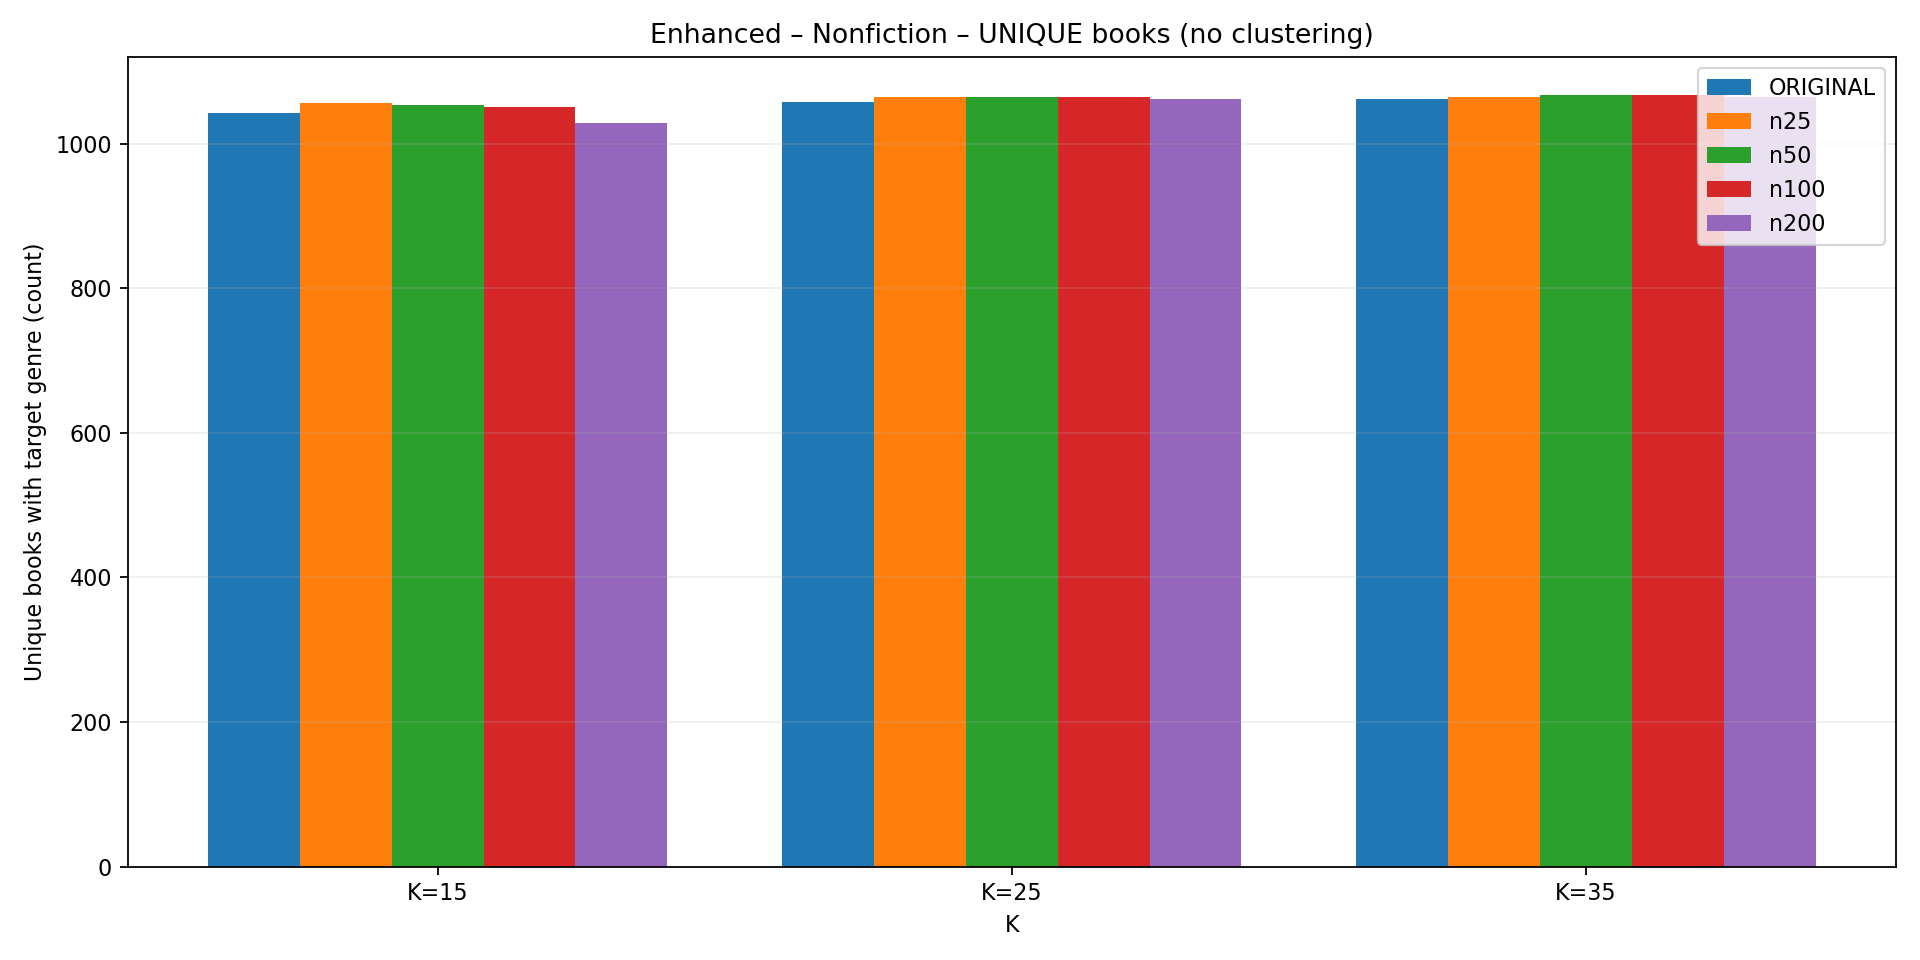 Enhanced – Nonfiction – UNIQUE books (no clustering)
ORIGINAL
n25
n50
n100
n200
Unique books with target genre (count)
1000
800
600
400
200
0
K=15
K=25
K=35
K